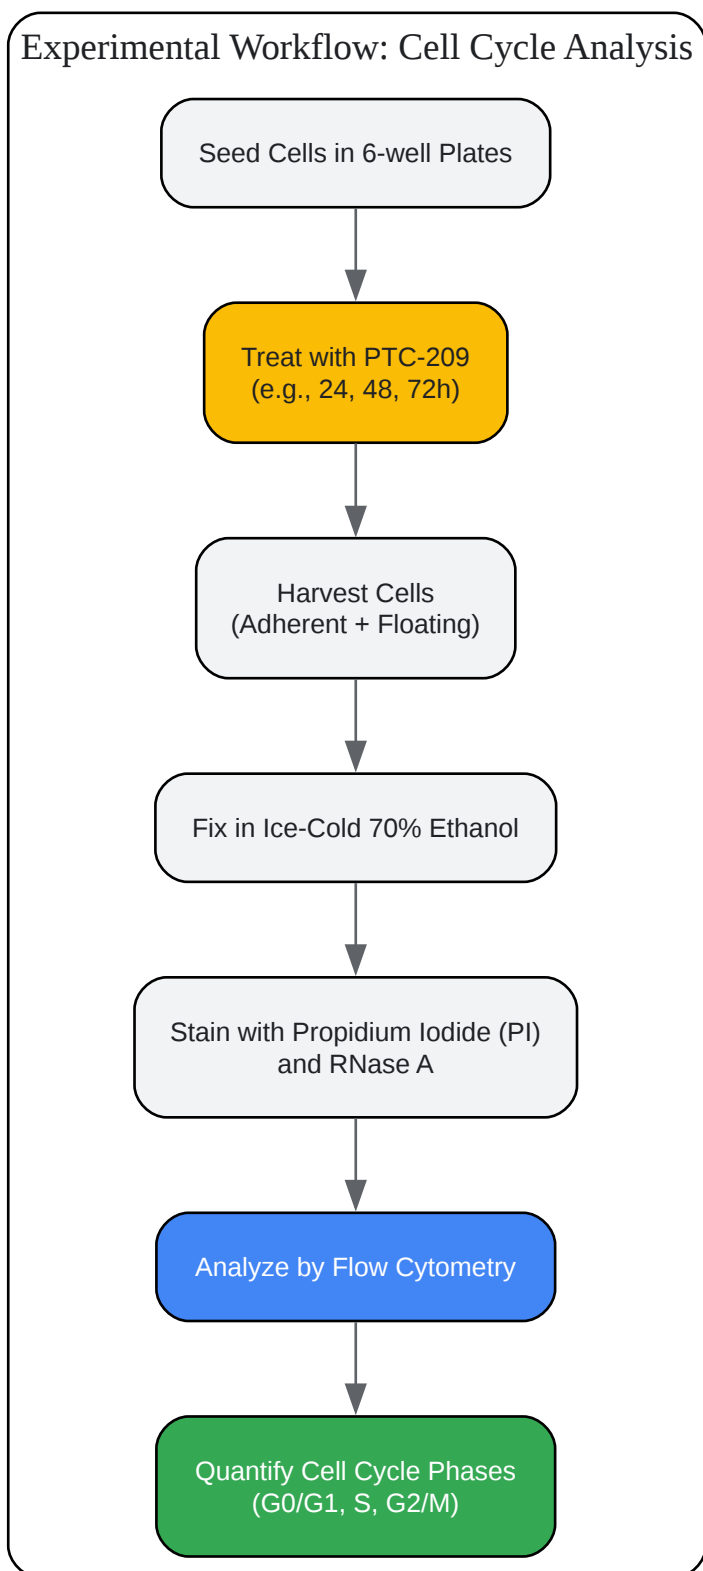 Experimental Workflow: Cell Cycle Analysis
Seed Cells in 6-well Plates
Treat with PTC-209
(e.g., 24, 48, 72h)
Harvest Cells
(Adherent + Floating)
Fix in Ice-Cold 70% Ethanol
Stain with Propidium Iodide (PI)
and RNase A
Analyze by Flow Cytometry
Quantify Cell Cycle Phases
(G0/G1, S, G2/M)